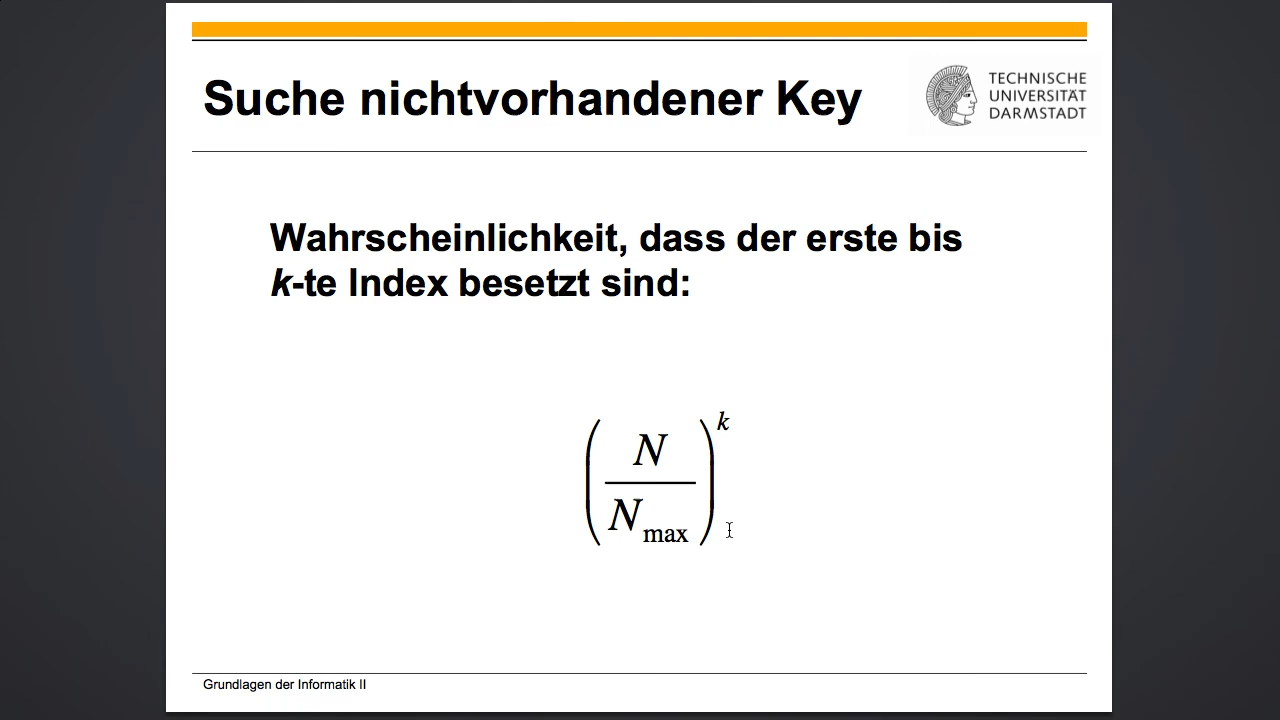 Suche nichtvorhandener Key
TECHNISCHE
UNIVERSITÄT
DARMSTADT
Wahrscheinlichkeit, dass der erste bis
k-te Index besetzt sind:
(N / N_max)^k
Grundlagen der Informatik II